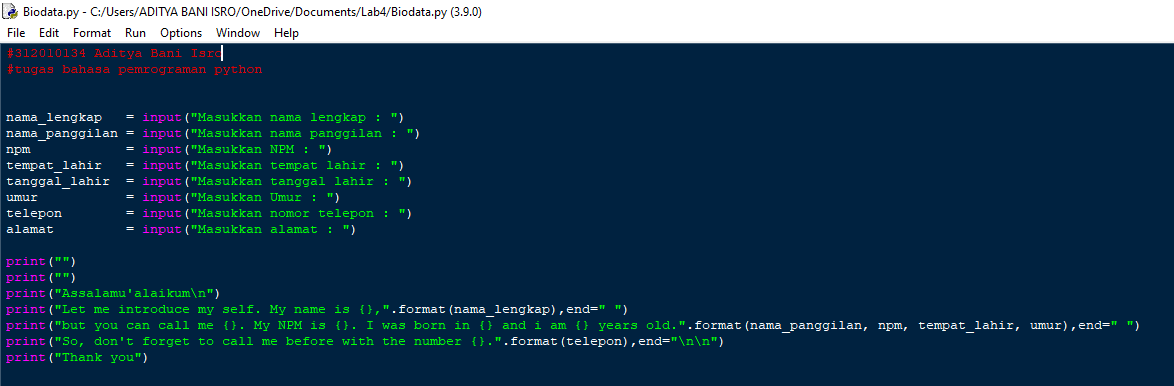 Biodata.py - C:/Users/ADITYA BANI ISRO/OneDrive/Documents/Lab4/Biodata.py (3.9.0)
File Edit Format Run Options Window Help
#312010134 Aditya Bani Isro
#tugas bahasa pemrograman python
nama_lengkap   = input("Masukkan nama lengkap : ")
nama_panggilan = input("Masukkan nama panggilan : ")
npm            = input("Masukkan NPM : ")
tempat_lahir   = input("Masukkan tempat lahir : ")
tanggal_lahir  = input("Masukkan tanggal lahir : ")
umur           = input("Masukkan Umur : ")
telepon        = input("Masukkan nomor telepon : ")
alamat         = input("Masukkan alamat : ")
print("")
print("")
print("Assalamu'alaikum\n")
print("Let me introduce my self. My name is {},".format(nama_lengkap),end=" ")
print("but you can call me {}. My NPM is {}. I was born in {} and i am {} years old.".format(nama_panggilan, npm, tempat_lahir, umur),end=" ")
print("So, don't forget to call me before with the number {}.".format(telepon),end="\n\n")
print("Thank you")